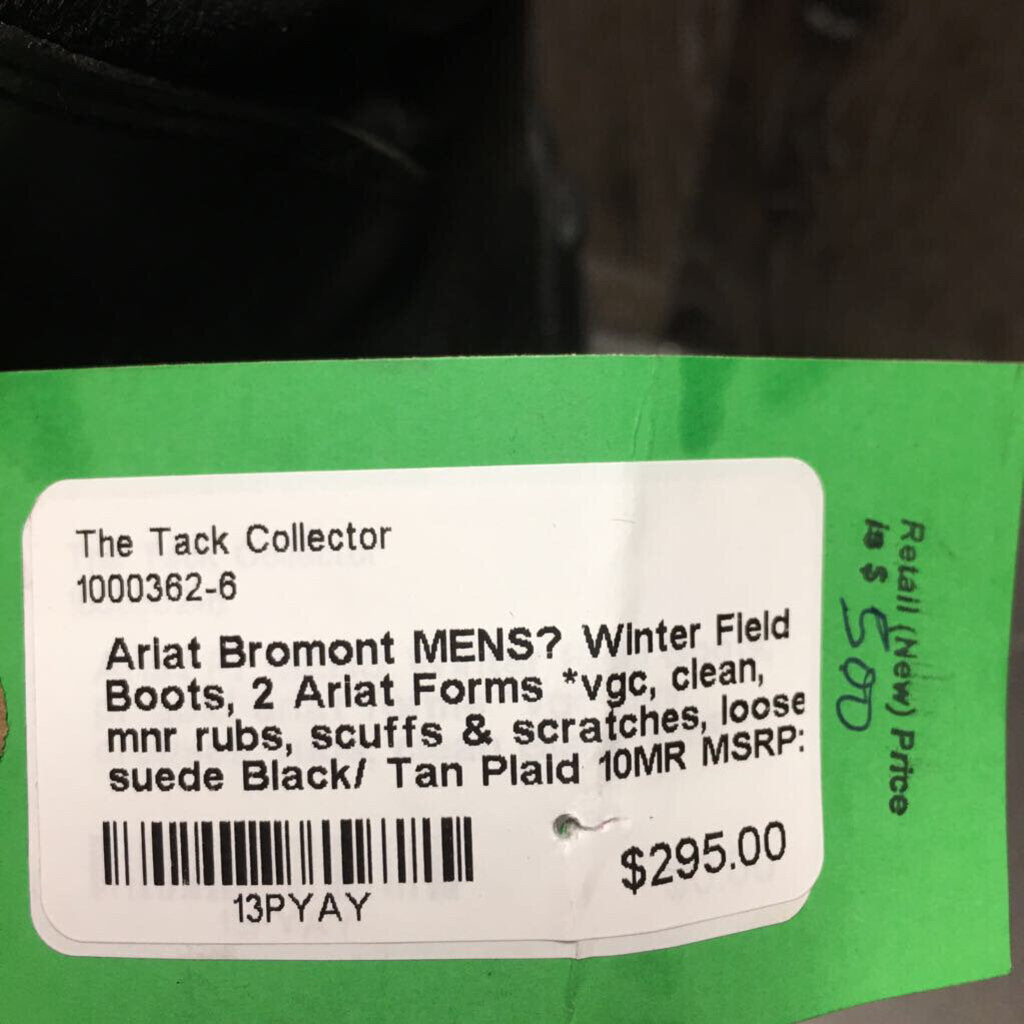 The Tack Collector
1000362-6
Ariat Bromont MENS? Winter Field
Boots, 2 Ariat Forms *vgc, clean,
mnr rubs, scuffs & scratches, loose
suede Black/ Tan Plaid 10MR MSRP:
$295.00
13PYAY
Retail (New) Price
is $ 500